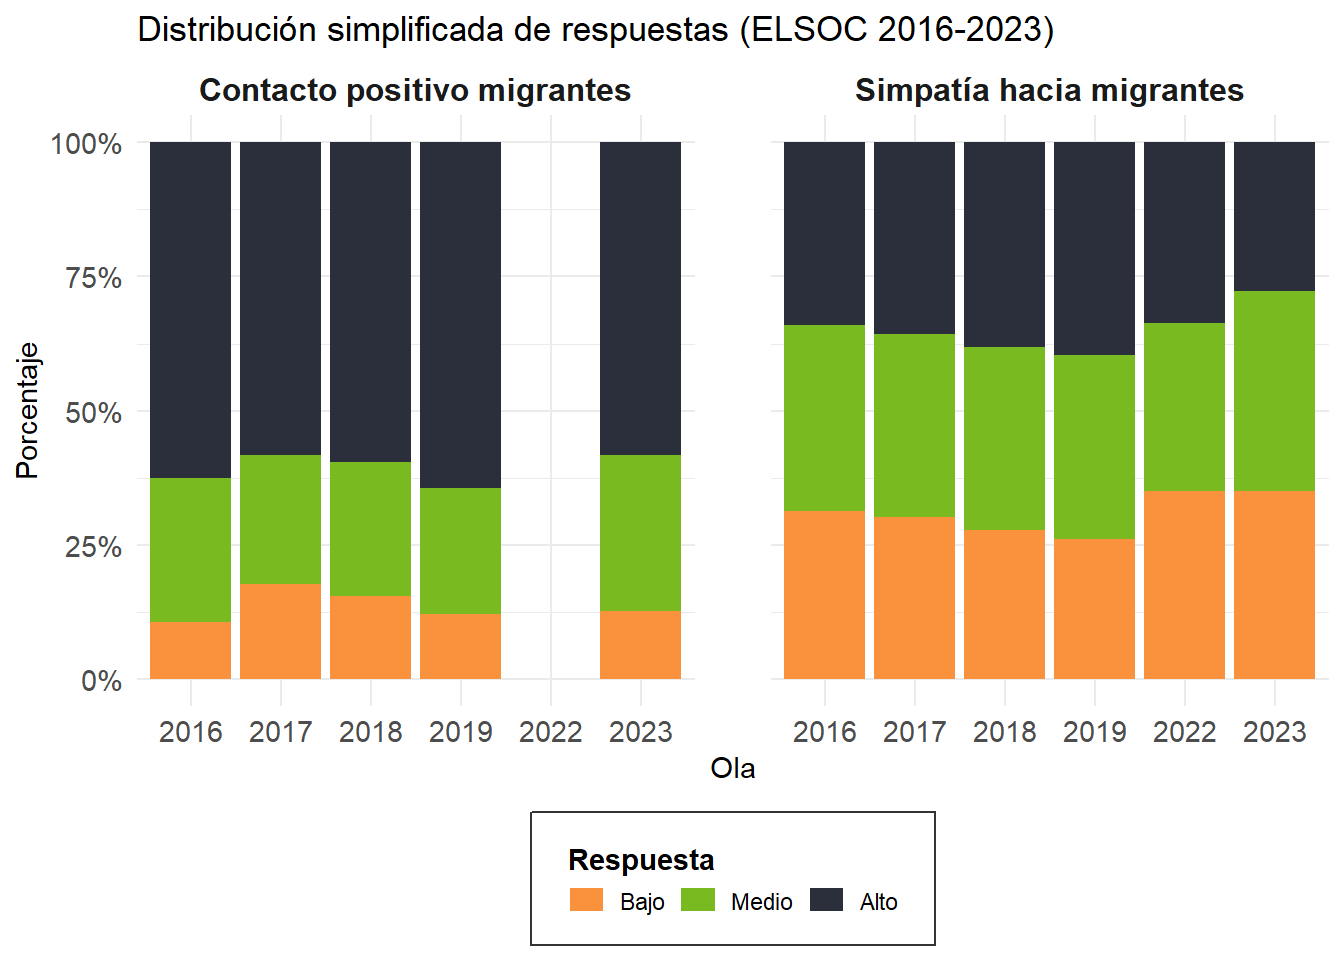 Distribución simplificada de respuestas (ELSOC 2016-2023)
Contacto positivo migrantes
Simpatía hacia migrantes
100%
75%
50%
25%
0%
Porcentaje
2016 2017 2018 2019 2022 2023
2016 2017 2018 2019 2022 2023
Ola
Respuesta
Bajo Medio Alto